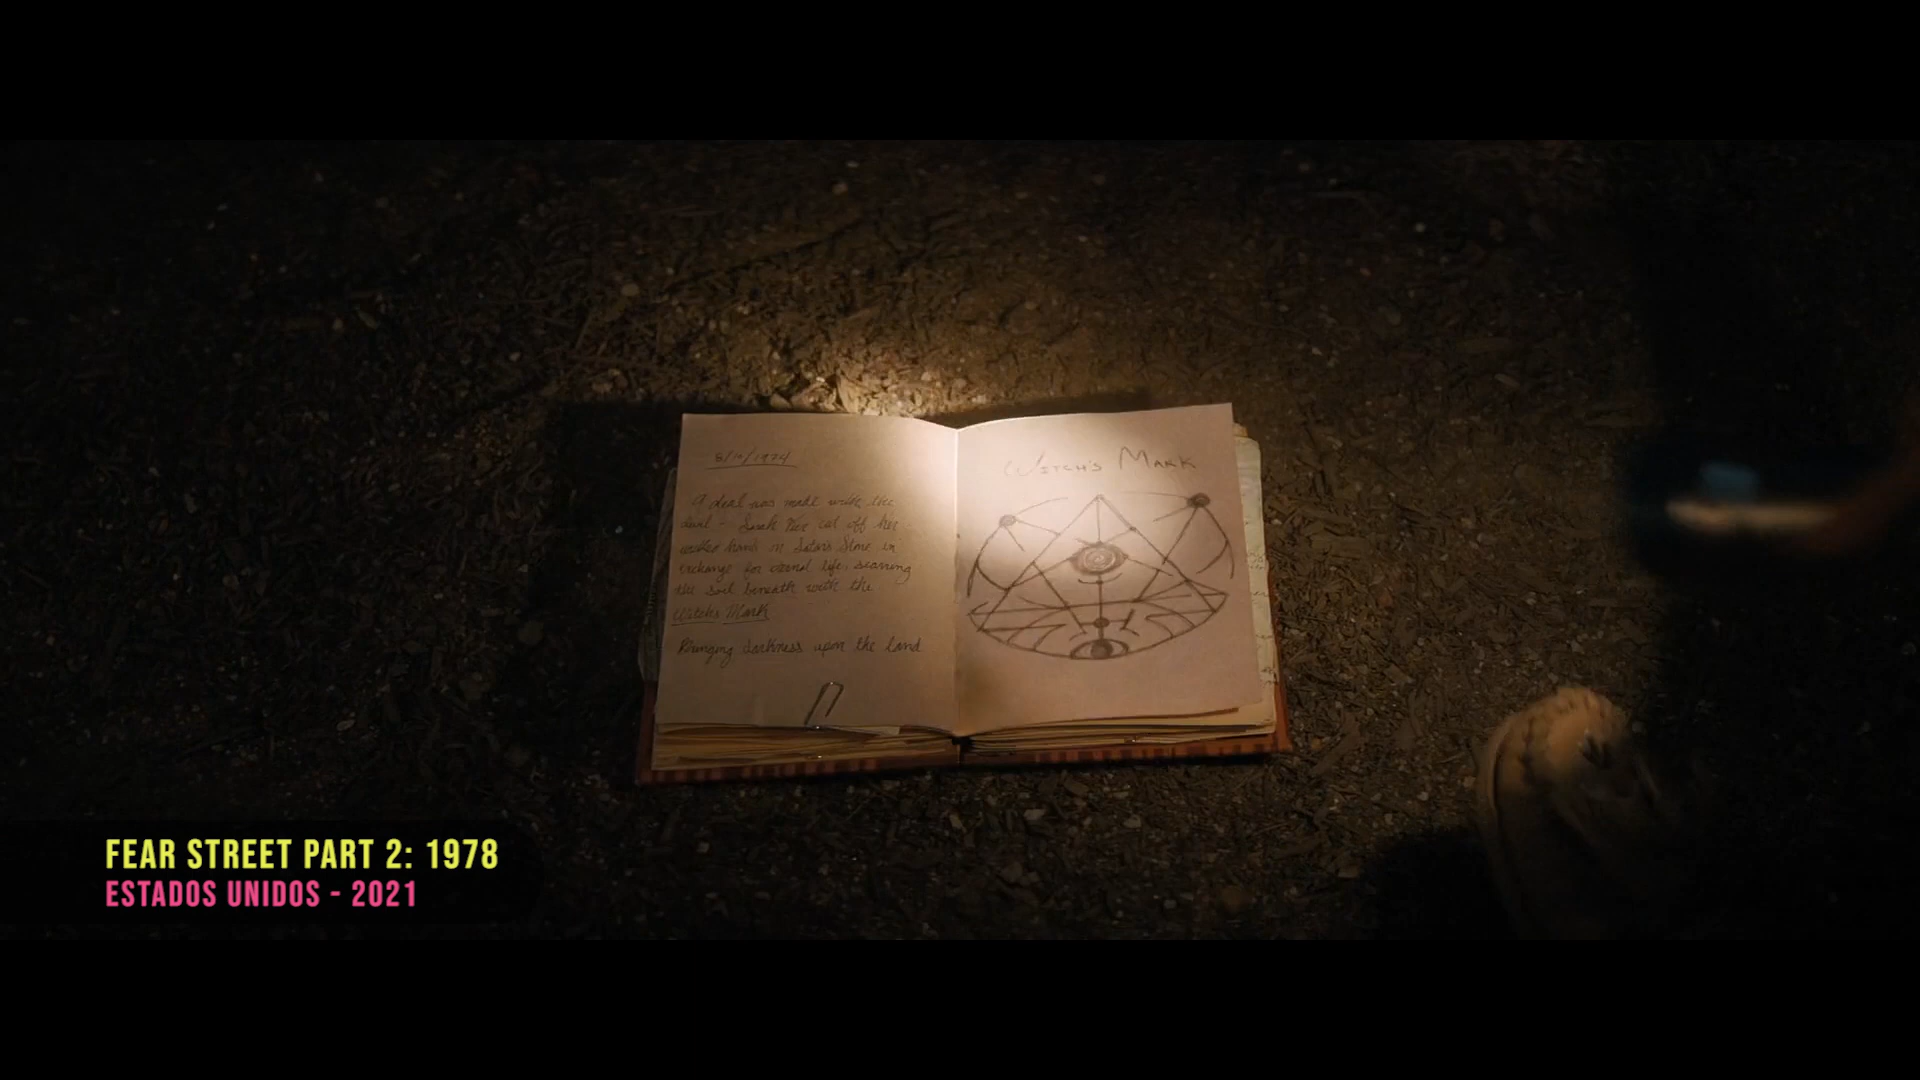 8/10/1974
A deal was made with the
devil - Sarah Fier cut off her
wicked hand on Satan's Stone in
exchange for eternal life, searing
the soil beneath with the
Witches Mark
Bringing darkness upon the land
WITCH'S MARK
FEAR STREET PART 2: 1978
ESTADOS UNIDOS - 2021